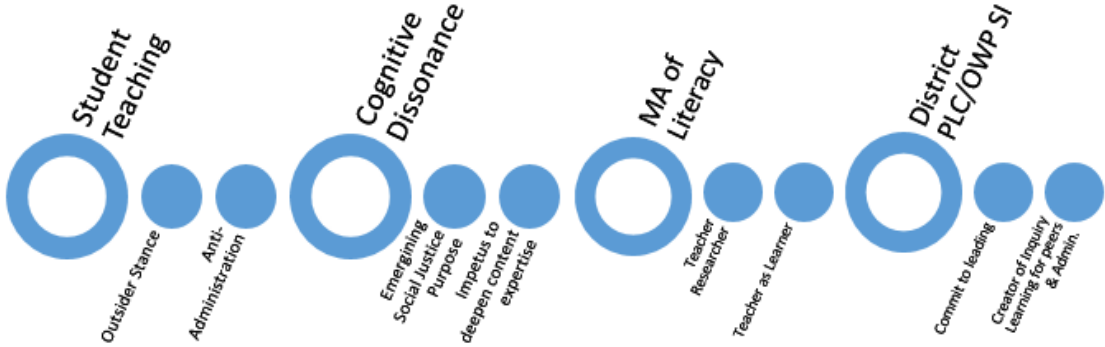 Student
Teaching
Outsider Stance
Anti-
Administration
Cognitive
Dissonance
Emergining
Social Justice
Purpose
Impetus to
deepen content
expertise
MA of
Literacy
Teacher
Researcher
Teacher as Learner
District
PLC/OWP SI
Commit to leading
Creator of Inquiry
Learning for peers
& Admin.